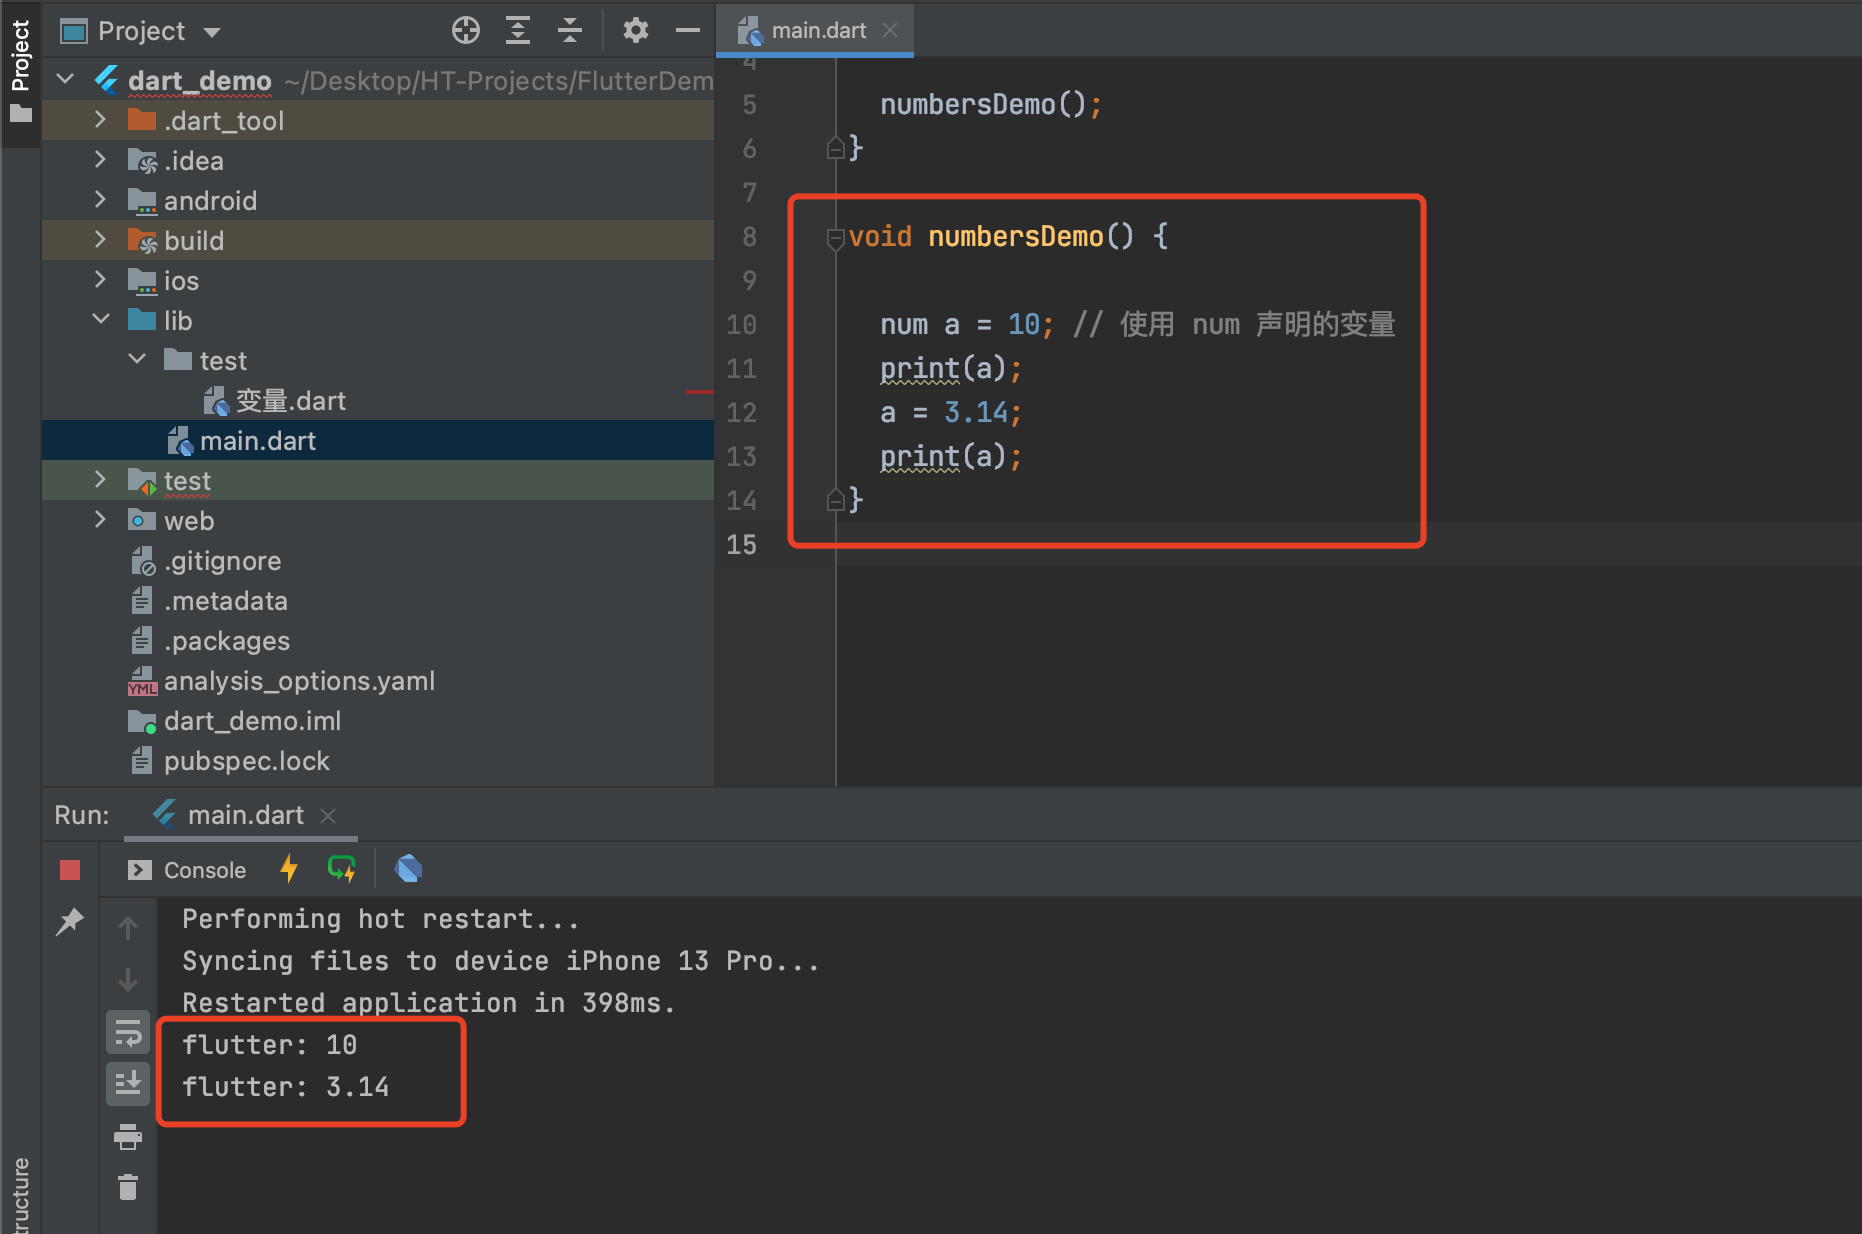 Project
Project
main.dart
dart_demo ~/Desktop/HT-Projects/FlutterDem
.dart_tool
.idea
android
build
ios
lib
test
变量.dart
main.dart
test
web
.gitignore
.metadata
.packages
YML analysis_options.yaml
dart_demo.iml
pubspec.lock
4
5 numbersDemo();
6 }
7
8 void numbersDemo() {
9
10 num a = 10; // 使用 num 声明的变量
11 print(a);
12 a = 3.14;
13 print(a);
14 }
15
Run: main.dart
Console
Performing hot restart...
Syncing files to device iPhone 13 Pro...
Restarted application in 398ms.
flutter: 10
flutter: 3.14
tructure